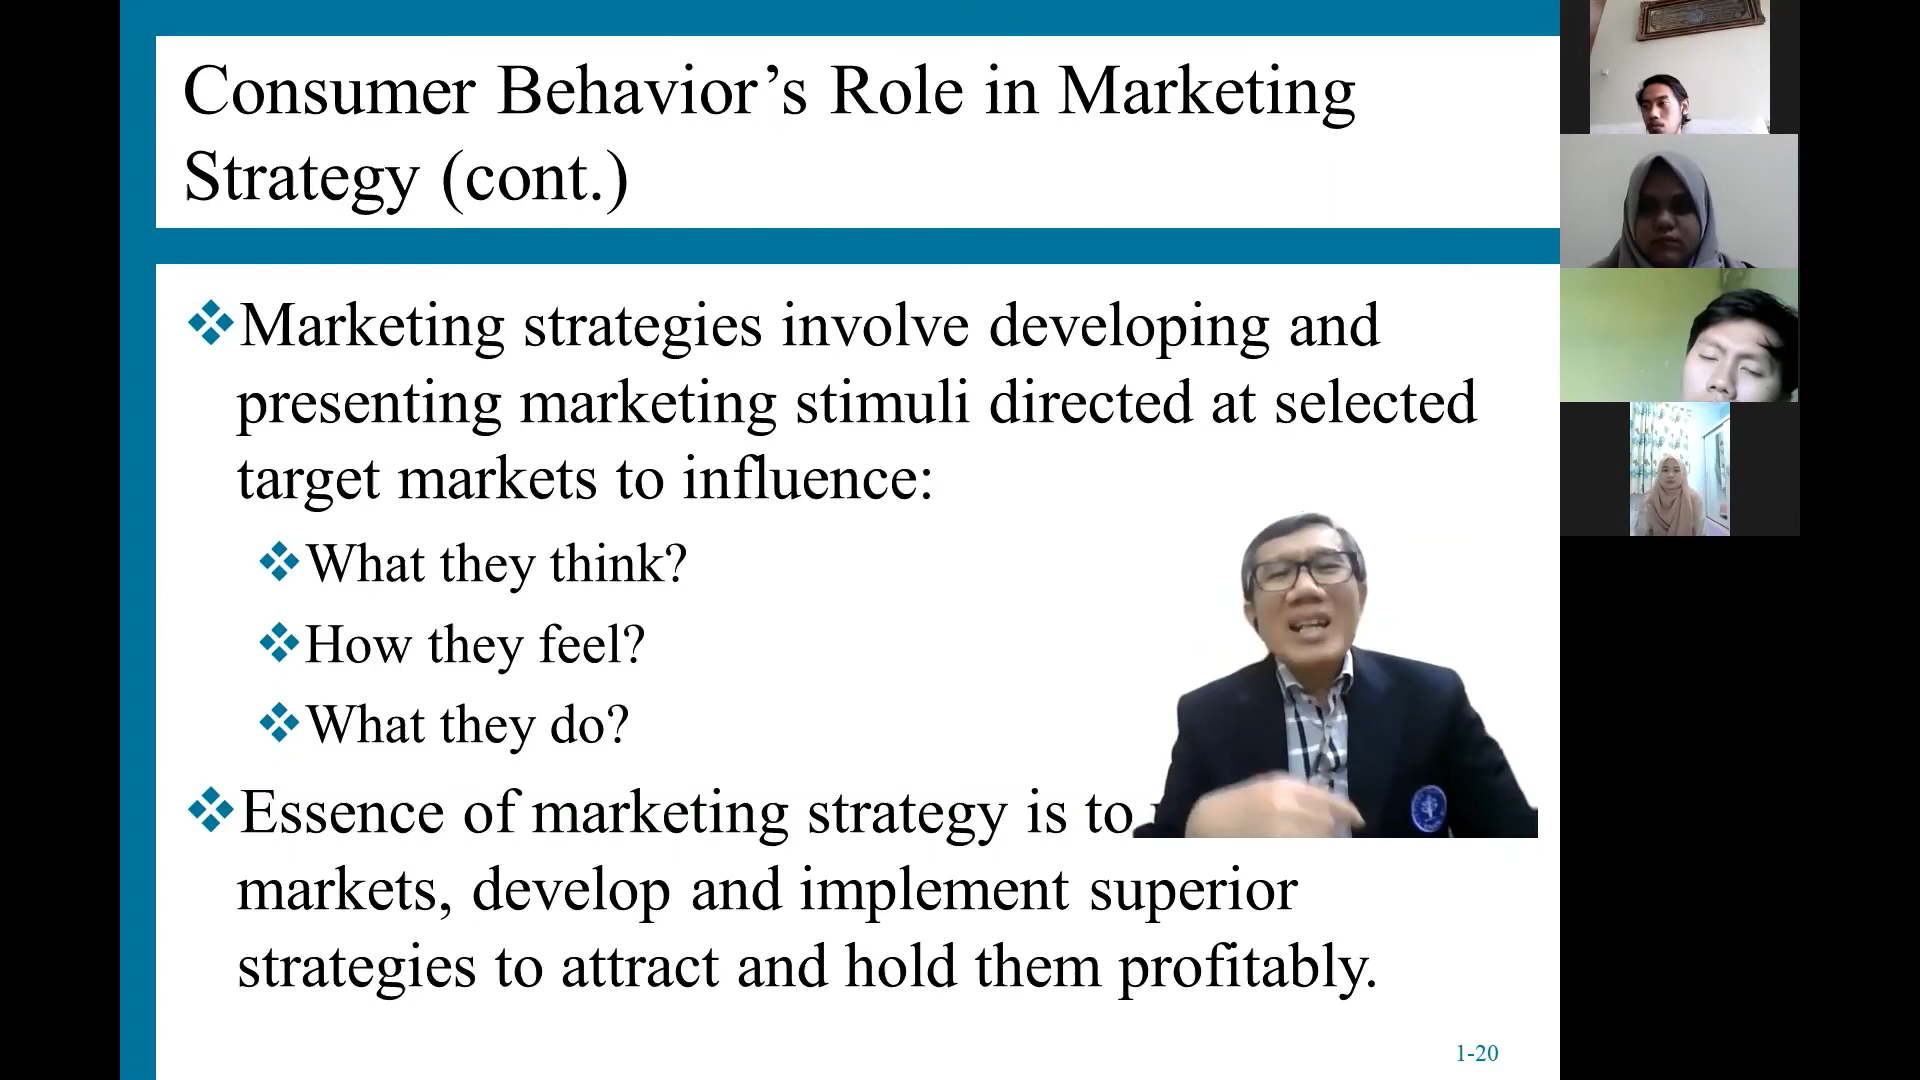 Consumer Behavior’s Role in Marketing
Strategy (cont.)
Marketing strategies involve developing and
presenting marketing stimuli directed at selected
target markets to influence:
What they think?
How they feel?
What they do?
Essence of marketing strategy is to
markets, develop and implement superior
strategies to attract and hold them profitably.
1-20